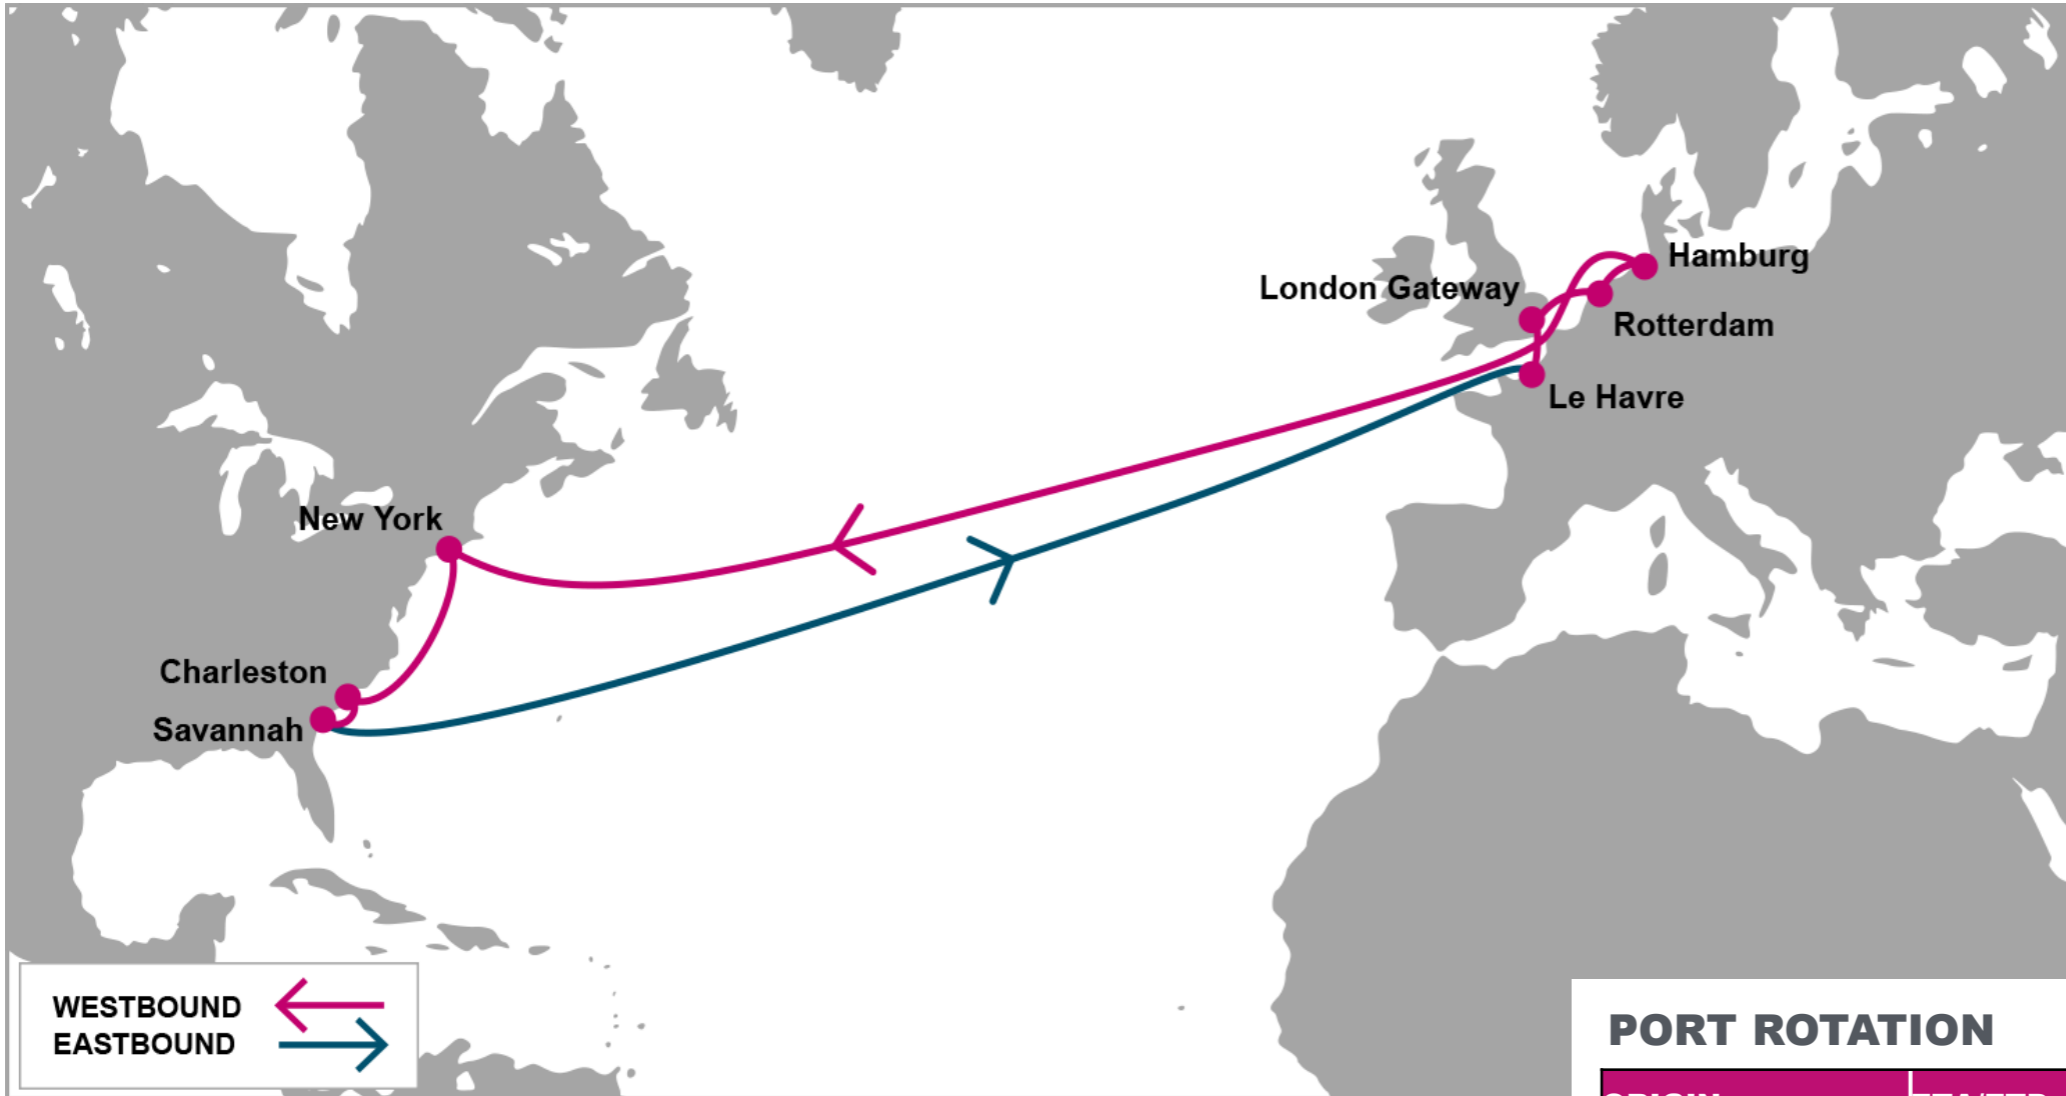 Hamburg
London Gateway
Rotterdam
Le Havre
New York
Charleston
Savannah
WESTBOUND
EASTBOUND
PORT ROTATION